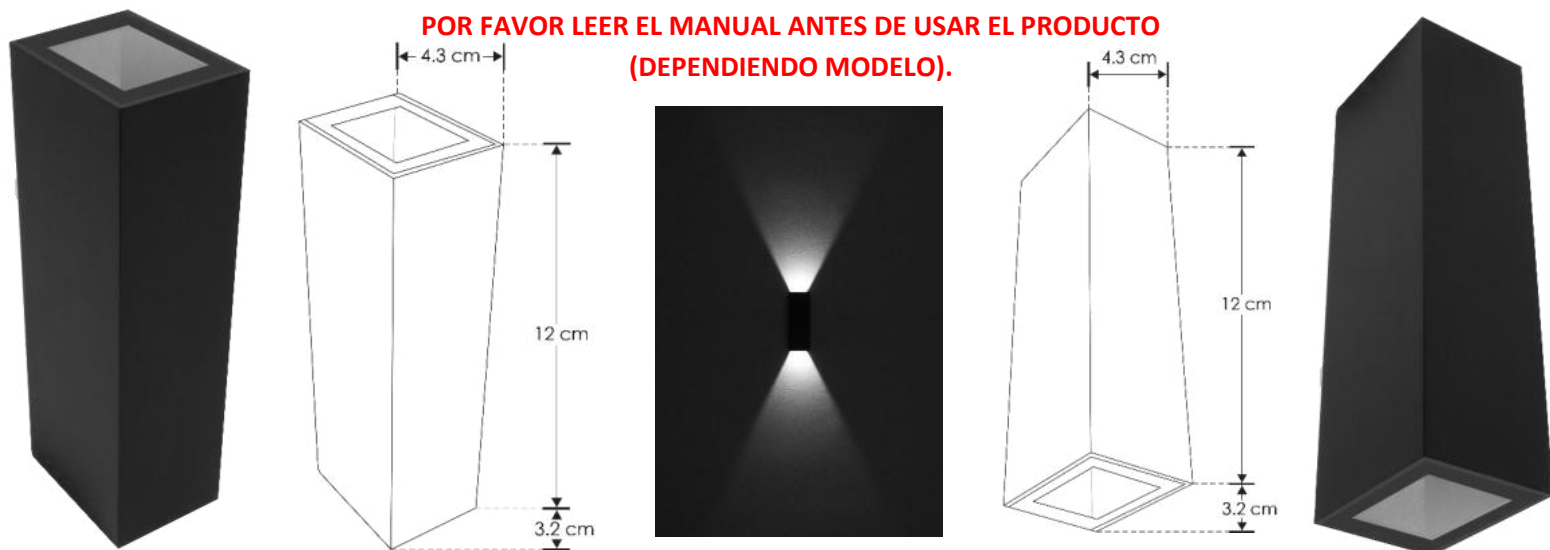 POR FAVOR LEER EL MANUAL ANTES DE USAR EL PRODUCTO
(DEPENDIENDO MODELO).
4.3 cm
12 cm
3.2 cm
4.3 cm
12 cm
3.2 cm